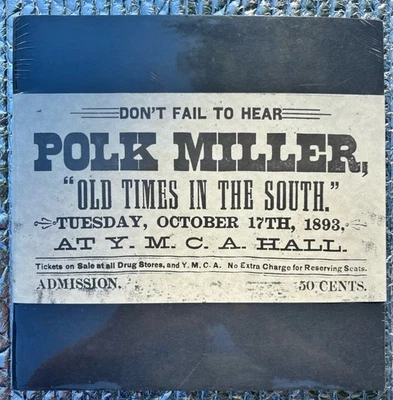 DON'T FAIL TO HEAR
POLK MILLER,
"OLD TIMES IN THE SOUTH."
TUESDAY, OCTOBER 17TH, 1893,
AT Y. M. C. A. HALL.
Tickets on Sale at all Drug Stores, and Y. M. C. A. No Extra Charge for Reserving Seats.
ADMISSION. 50 CENTS.